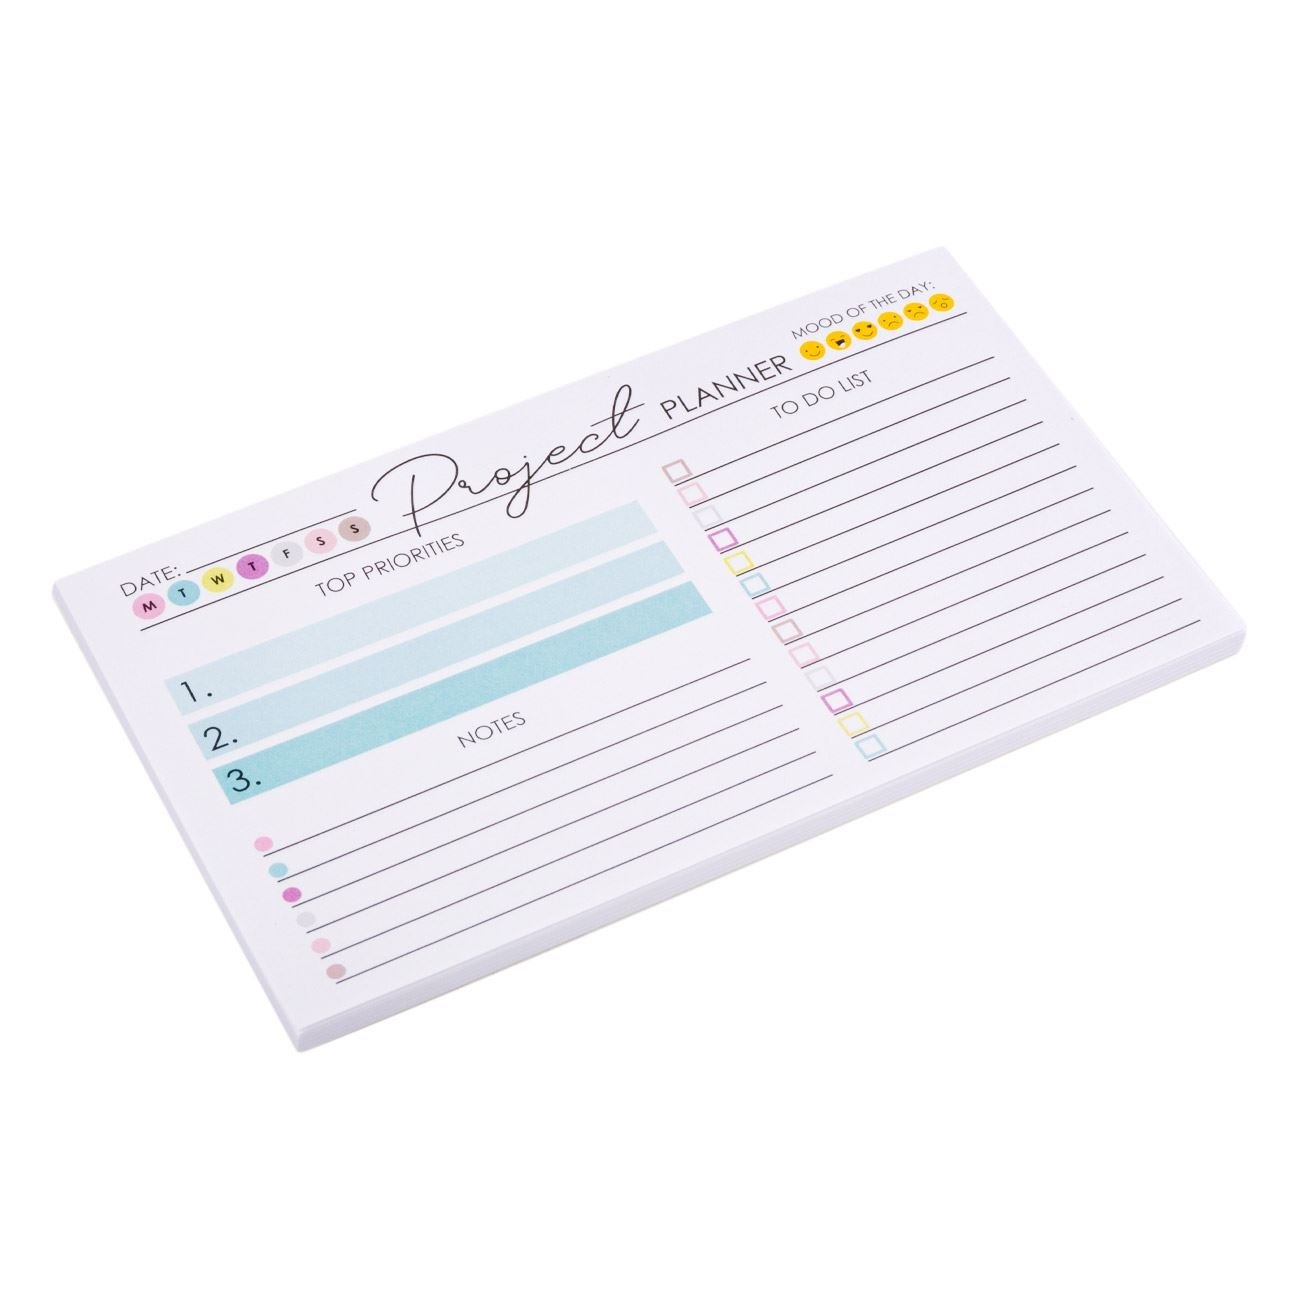 DATE:
M T W T F S S
Project PLANNER
MOOD OF THE DAY:
TOP PRIORITIES
1.
2.
3.
NOTES
TO DO LIST